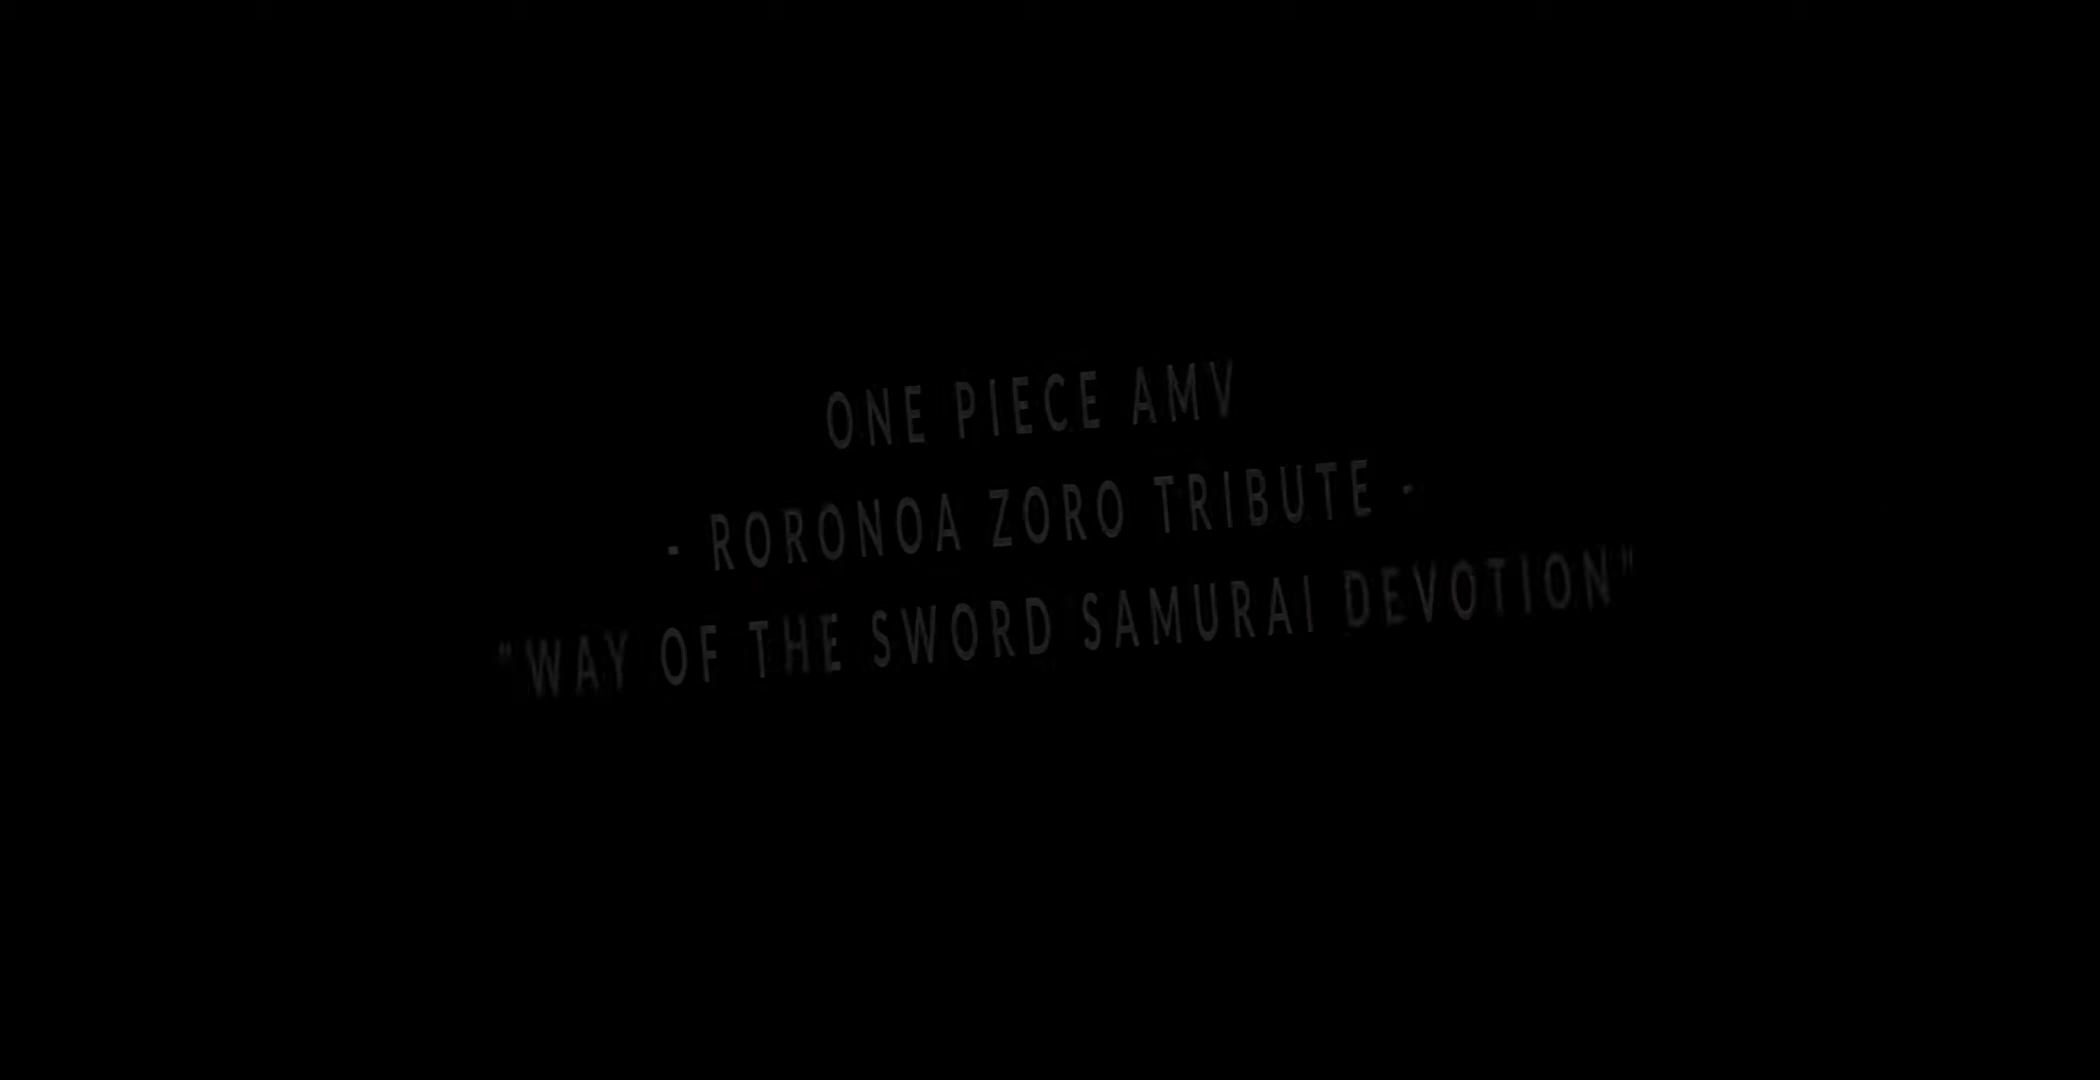 ONE PIECE AMV
- RORONOA ZORO TRIBUTE -
"WAY OF THE SWORD SAMURAI DEVOTION"